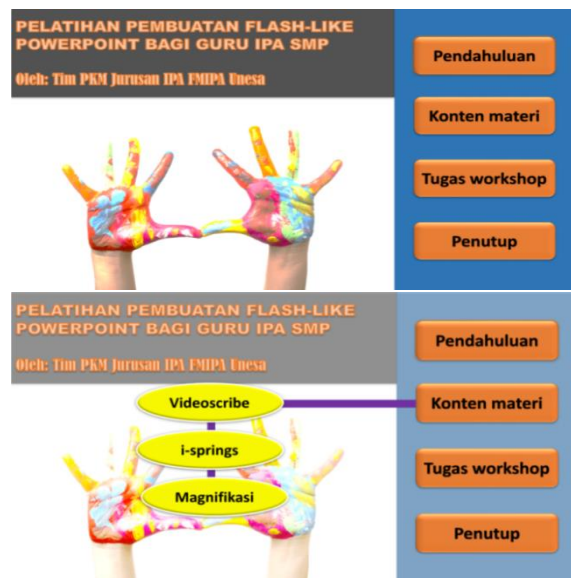 PELATIHAN PEMBUATAN FLASH-LIKE
POWERPOINT BAGI GURU IPA SMP
Oleh: Tim PKM Jurusan IPA FMIPA Unesa
Pendahuluan
Konten materi
Tugas workshop
Penutup
PELATIHAN PEMBUATAN FLASH-LIKE
POWERPOINT BAGI GURU IPA SMP
Oleh: Tim PKM Jurusan IPA FMIPA Unesa
Videoscribe
i-springs
Magnifikasi
Pendahuluan
Konten materi
Tugas workshop
Penutup